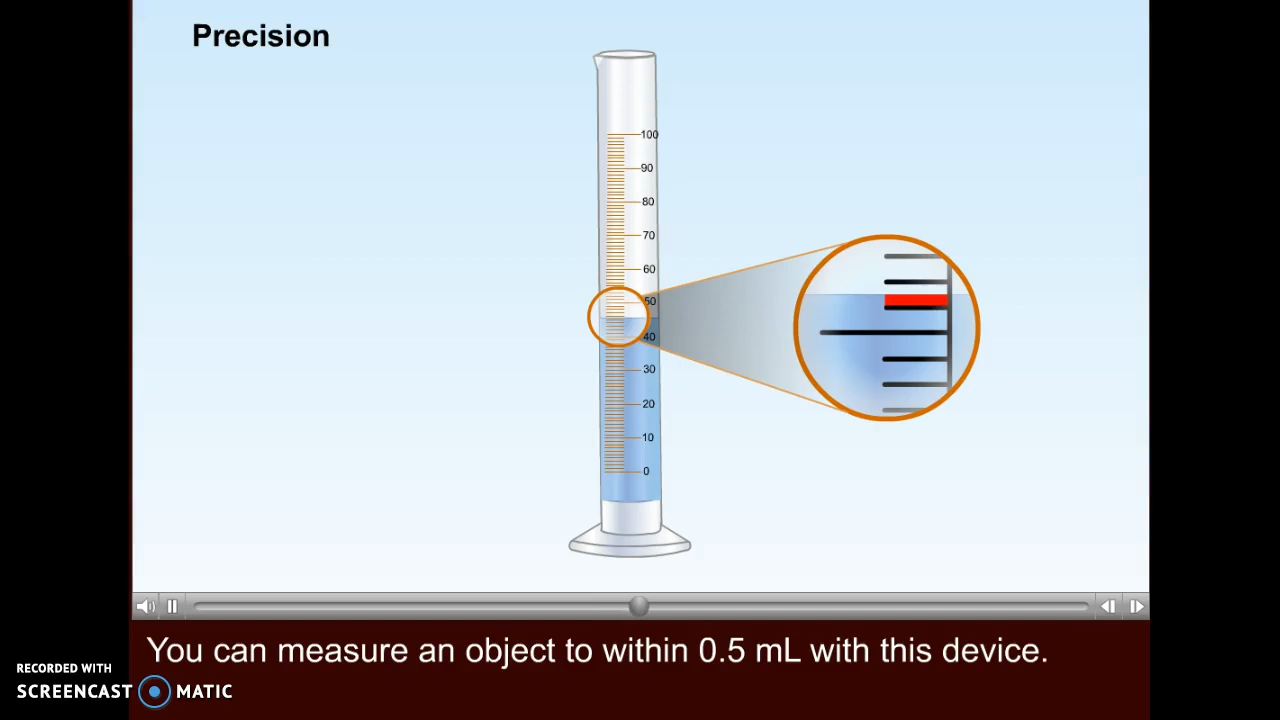 Precision
100
90
80
70
60
50
40
30
20
10
0
You can measure an object to within 0.5 mL with this device.
RECORDED WITH
SCREENCAST MATIC